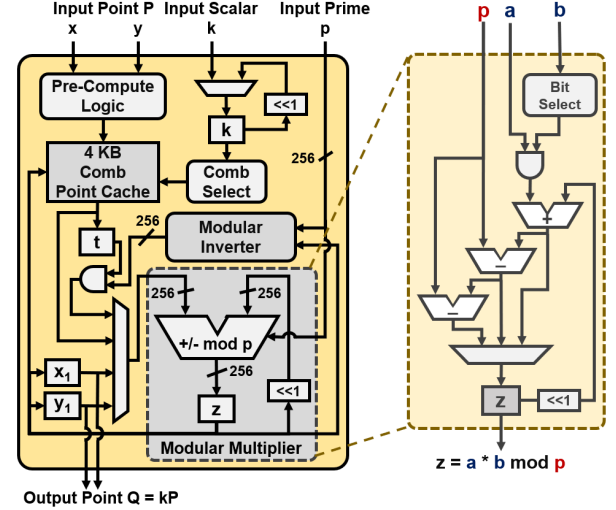 Input Point P
x
y
Input Scalar
k
Input Prime
p
Pre-Compute
Logic
<<1
k
4 KB
Comb
Point Cache
Comb
Select
256
t
256
Modular
Inverter
256
256
+/- mod p
256
x1
y1
z
<<1
Modular Multiplier
Output Point Q = kP
p
a
b
Bit
Select
+
–
–
z
<<1
z = a * b mod p